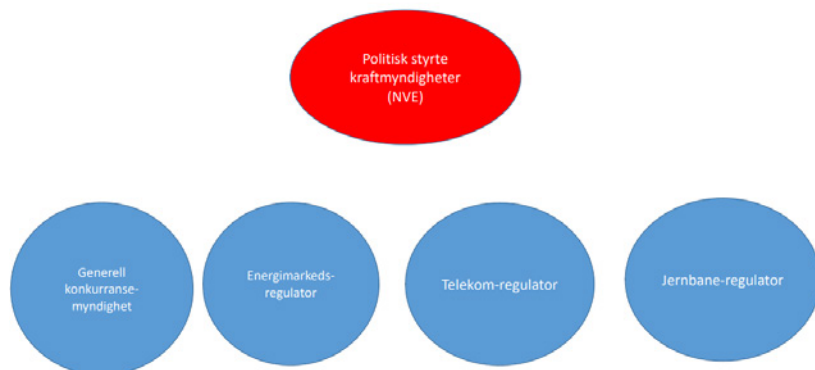 Politisk styrte
kraftmyndigheter
(NVE)
Generell
konkurranse-
myndighet
Energimarkeds-
regulator
Telekom-regulator
Jernbane-regulator